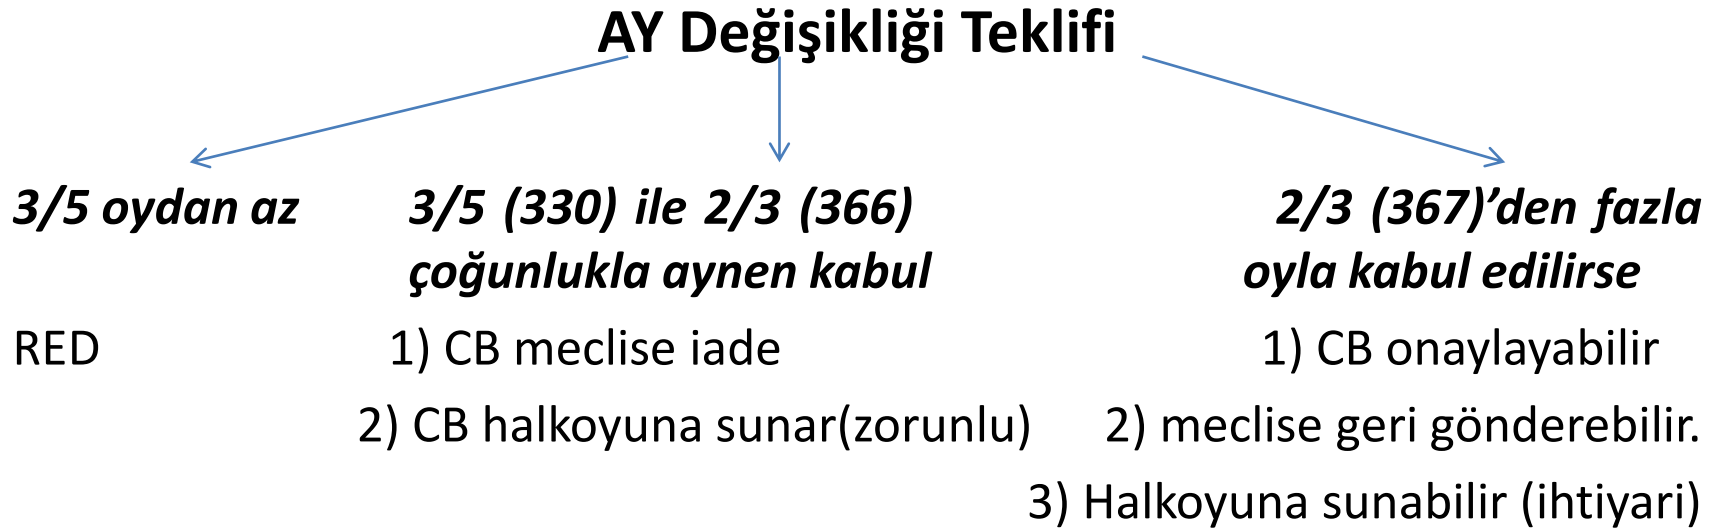 AY Değişikliği Teklifi
3/5 oydan az
3/5 (330) ile 2/3 (366)
2/3 (367)’den fazla
çoğunlukla aynen kabul
oyla kabul edilirse
RED
1) CB meclise iade
1) CB onaylayabilir
2) CB halkoyuna sunar(zorunlu)
2) meclise geri gönderebilir.
3) Halkoyuna sunabilir (ihtiyari)